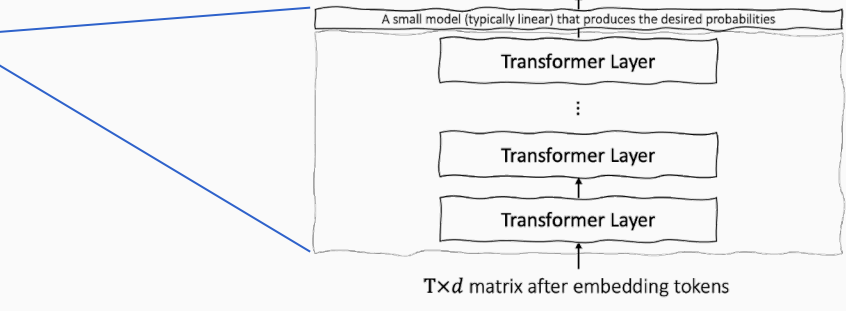 A small model (typically linear) that produces the desired probabilities
Transformer Layer
⋮
Transformer Layer
Transformer Layer
T×d matrix after embedding tokens